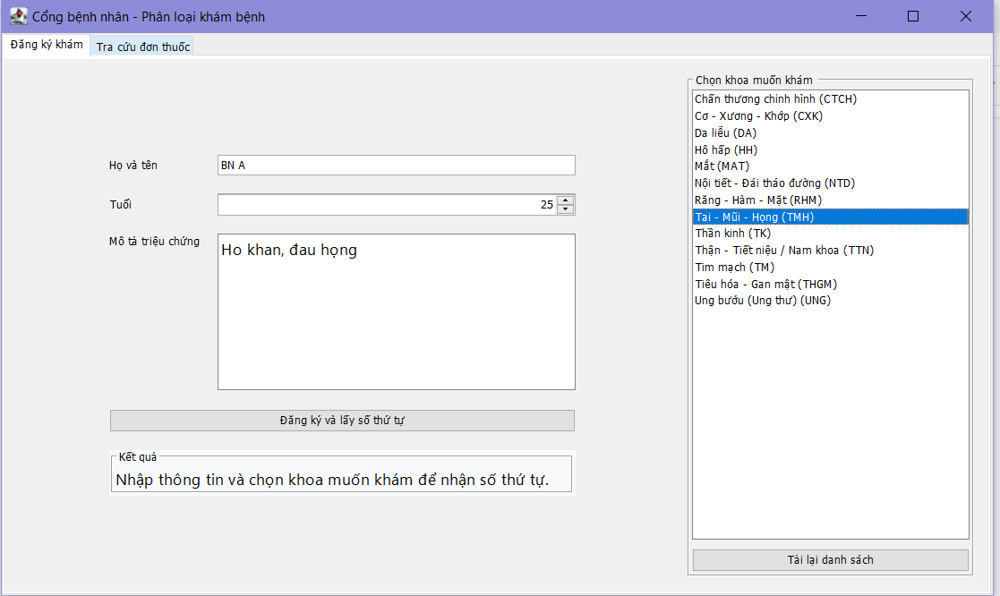 Cổng bệnh nhân - Phân loại khám bệnh
Đăng ký khám
Tra cứu đơn thuốc
Họ và tên
BN A
Tuổi
25
Mô tả triệu chứng
Ho khan, đau họng
Đăng ký và lấy số thứ tự
Kết quả
Nhập thông tin và chọn khoa muốn khám để nhận số thứ tự.
Chọn khoa muốn khám
Chấn thương chỉnh hình (CTCH)
Cơ - Xương - Khớp (CXK)
Da liễu (DA)
Hô hấp (HH)
Mắt (MAT)
Nội tiết - Đái tháo đường (NTD)
Răng - Hàm - Mặt (RHM)
Tai - Mũi - Họng (TMH)
Thần kinh (TK)
Thận - Tiết niệu / Nam khoa (TTN)
Tim mạch (TM)
Tiêu hóa - Gan mật (THGM)
Ung bướu (Ung thư) (UNG)
Tải lại danh sách